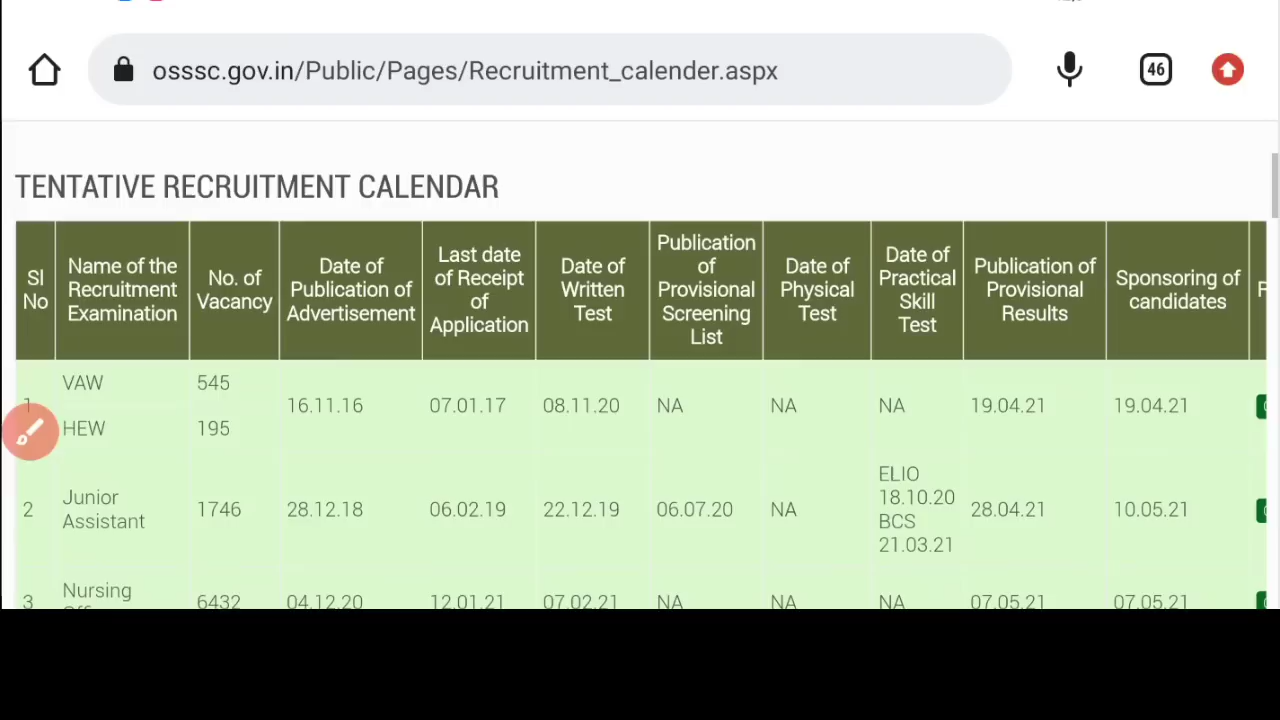 osssc.gov.in/Public/Pages/Recruitment_calender.aspx
46
TENTATIVE RECRUITMENT CALENDAR
Sl No
Name of the Recruitment Examination
No. of Vacancy
Date of Publication of Advertisement
Last date of Receipt of Application
Date of Written Test
Publication of Provisional Screening List
Date of Physical Test
Date of Practical Skill Test
Publication of Provisional Results
Sponsoring of candidates
1 VAW 545 16.11.16 07.01.17 08.11.20 NA NA NA 19.04.21 19.04.21
HEW 195
2 Junior Assistant 1746 28.12.18 06.02.19 22.12.19 06.07.20 NA ELIO 18.10.20 BCS 21.03.21 28.04.21 10.05.21
3 Nursing 6432 04.12.20 12.01.21 07.02.21 NA NA NA 07.05.21 07.05.21